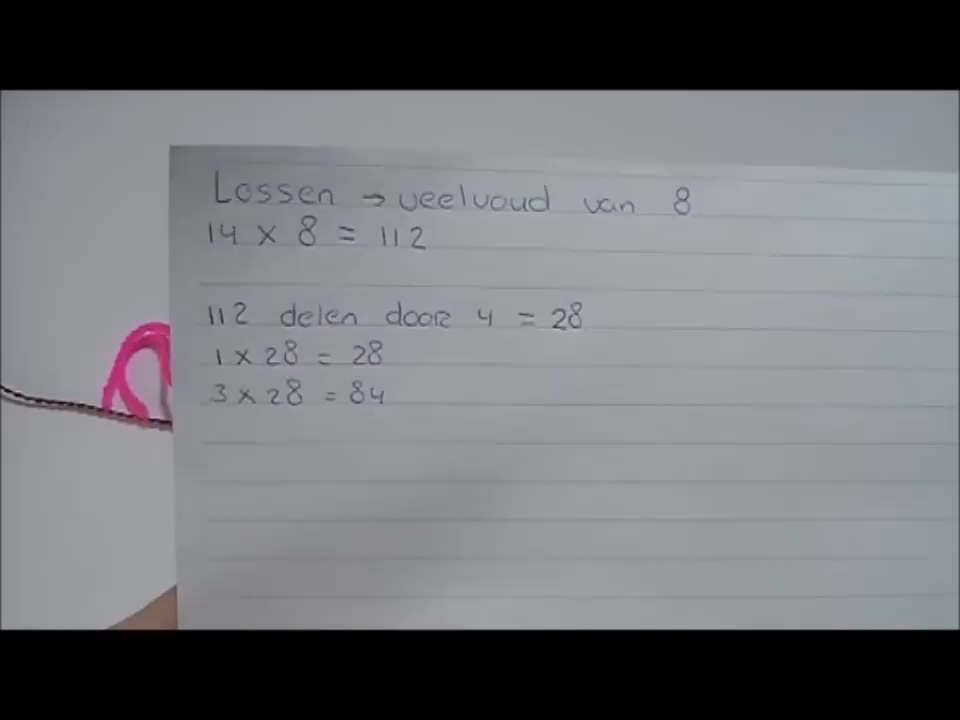 Lossen → veelvoud van 8
14 x 8 = 112
112 delen door 4 = 28
1 x 28 = 28
3 x 28 = 84